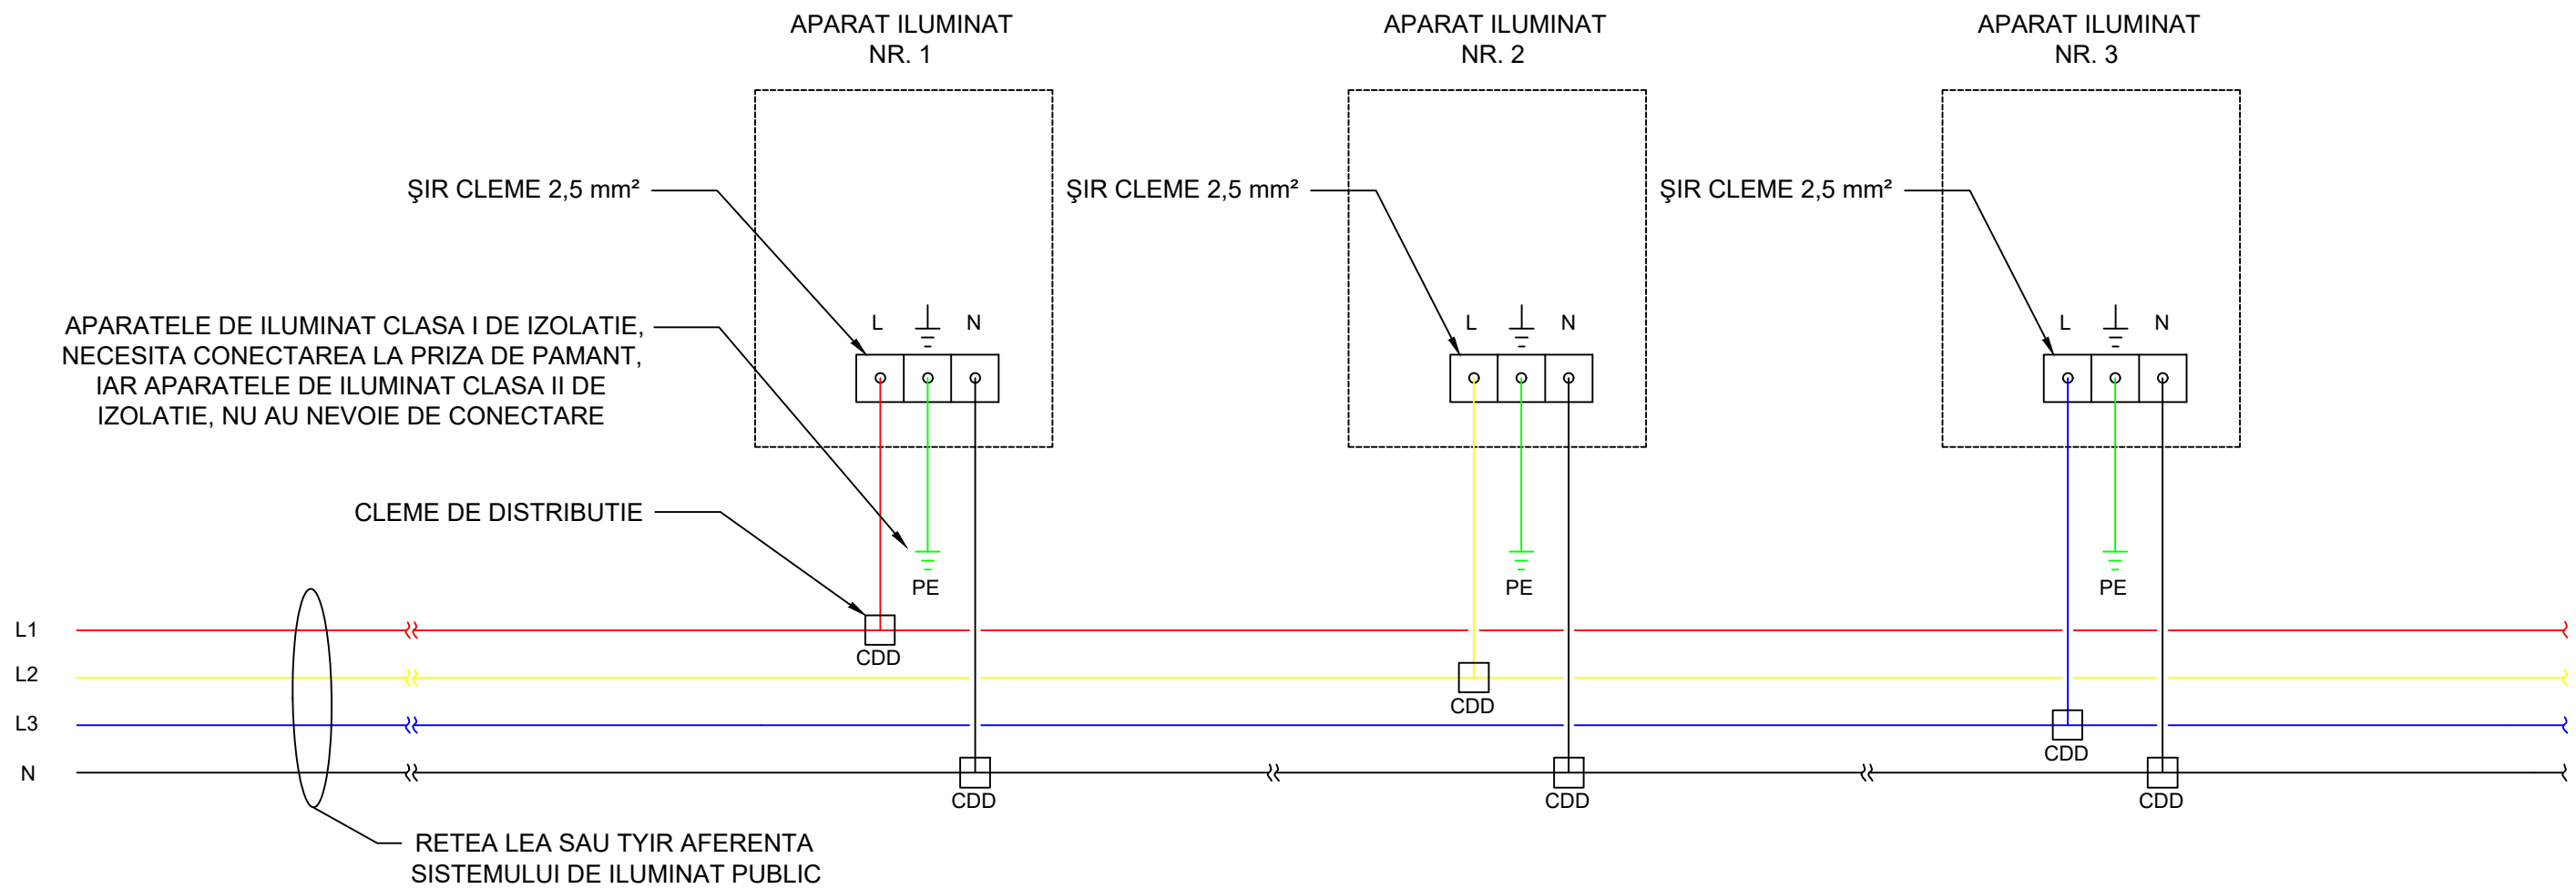 APARAT ILUMINAT
NR. 1
APARAT ILUMINAT
NR. 2
APARAT ILUMINAT
NR. 3
ŞIR CLEME 2,5 mm²
ŞIR CLEME 2,5 mm²
ŞIR CLEME 2,5 mm²
L
N
L
N
L
N
APARATELE DE ILUMINAT CLASA I DE IZOLATIE,
NECESITA CONECTAREA LA PRIZA DE PAMANT,
IAR APARATELE DE ILUMINAT CLASA II DE
IZOLATIE, NU AU NEVOIE DE CONECTARE
CLEME DE DISTRIBUTIE
PE
PE
PE
L1
CDD
L2
CDD
L3
CDD
N
CDD
CDD
CDD
RETEA LEA SAU TYIR AFERENTA
SISTEMULUI DE ILUMINAT PUBLIC